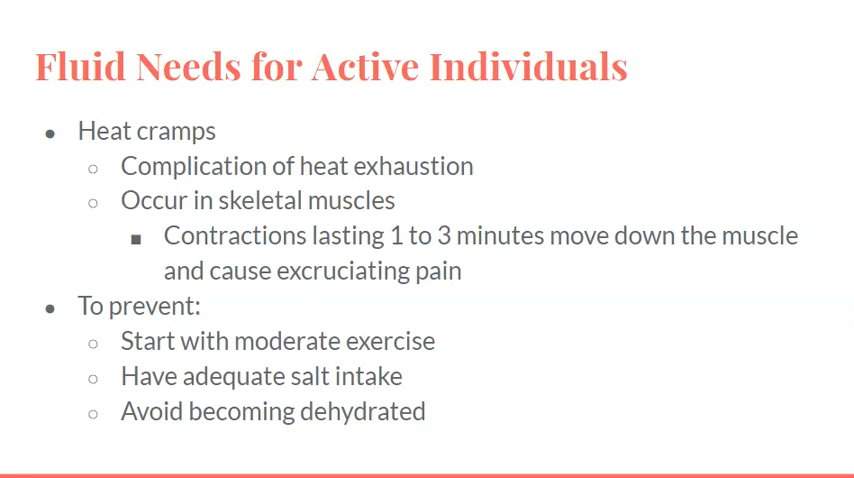 Fluid Needs for Active Individuals
● Heat cramps
○ Complication of heat exhaustion
○ Occur in skeletal muscles
■ Contractions lasting 1 to 3 minutes move down the muscle
and cause excruciating pain
● To prevent:
○ Start with moderate exercise
○ Have adequate salt intake
○ Avoid becoming dehydrated